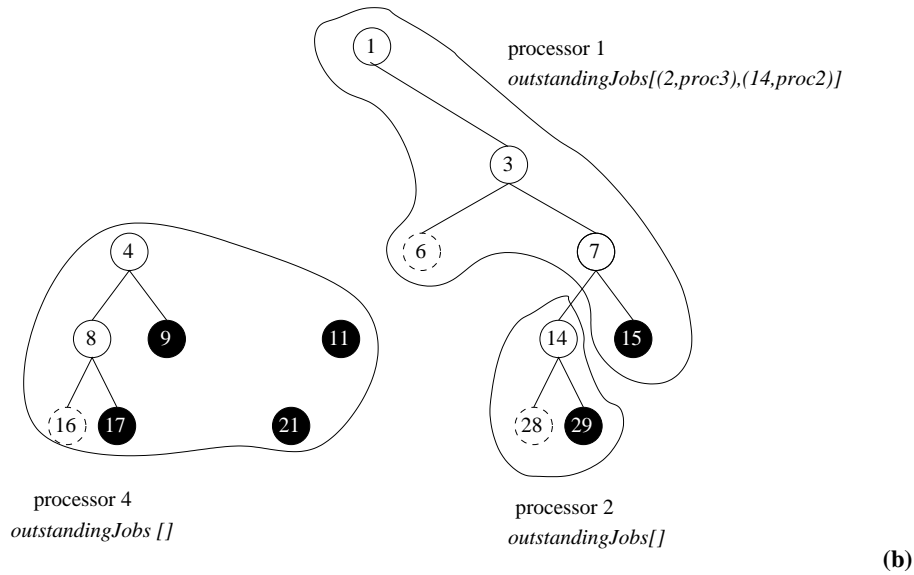 1
processor 1
outstandingJobs[(2,proc3),(14,proc2)]
3
4
6
7
8
9
11
14
15
16
17
21
28
29
processor 4
outstandingJobs []
processor 2
outstandingJobs[]
(b)